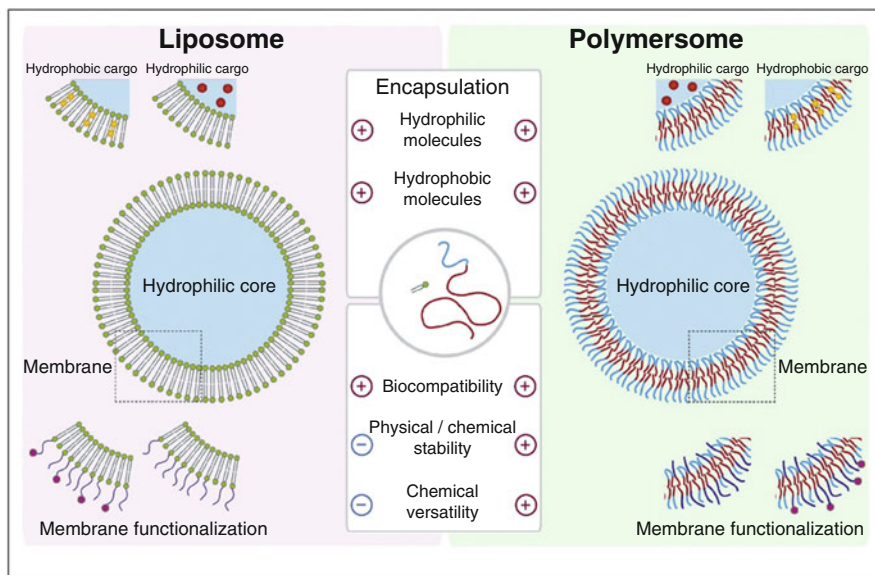 Liposome
Polymersome
Hydrophobic cargo
Hydrophilic cargo
Hydrophilic cargo
Hydrophobic cargo
Encapsulation
+ Hydrophilic +
molecules
+ Hydrophobic +
molecules
Hydrophilic core
Hydrophilic core
Membrane
Membrane
+ Biocompatibility +
− Physical / chemical +
stability
− Chemical +
versatility
Membrane functionalization
Membrane functionalization